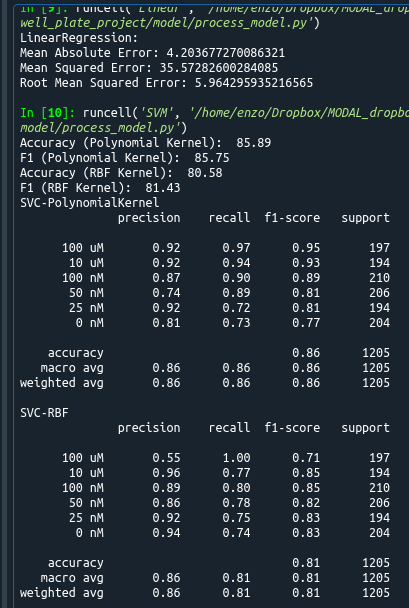 In [9]: runcell('Linear', '/home/enzo/Dropbox/MODAL_drop
well_plate_project/model/process_model.py')
LinearRegression:
Mean Absolute Error: 4.203677270086321
Mean Squared Error: 35.57282600284085
Root Mean Squared Error: 5.964295935216565
In [10]: runcell('SVM', '/home/enzo/Dropbox/MODAL_dropbo
model/process_model.py')
Accuracy (Polynomial Kernel):  85.89
F1 (Polynomial Kernel):  85.75
Accuracy (RBF Kernel):  80.58
F1 (RBF Kernel):  81.43
SVC-PolynomialKernel
precision recall f1-score support
100 uM 0.92 0.97 0.95 197
10 uM 0.92 0.94 0.93 194
100 nM 0.87 0.90 0.89 210
50 nM 0.74 0.89 0.81 206
25 nM 0.92 0.72 0.81 194
0 nM 0.81 0.73 0.77 204
accuracy 0.86 1205
macro avg 0.86 0.86 0.86 1205
weighted avg 0.86 0.86 0.86 1205
SVC-RBF
precision recall f1-score support
100 uM 0.55 1.00 0.71 197
10 uM 0.96 0.77 0.85 194
100 nM 0.89 0.80 0.85 210
50 nM 0.86 0.78 0.82 206
25 nM 0.92 0.75 0.83 194
0 nM 0.94 0.74 0.83 204
accuracy 0.81 1205
macro avg 0.86 0.81 0.81 1205
weighted avg 0.86 0.81 0.81 1205